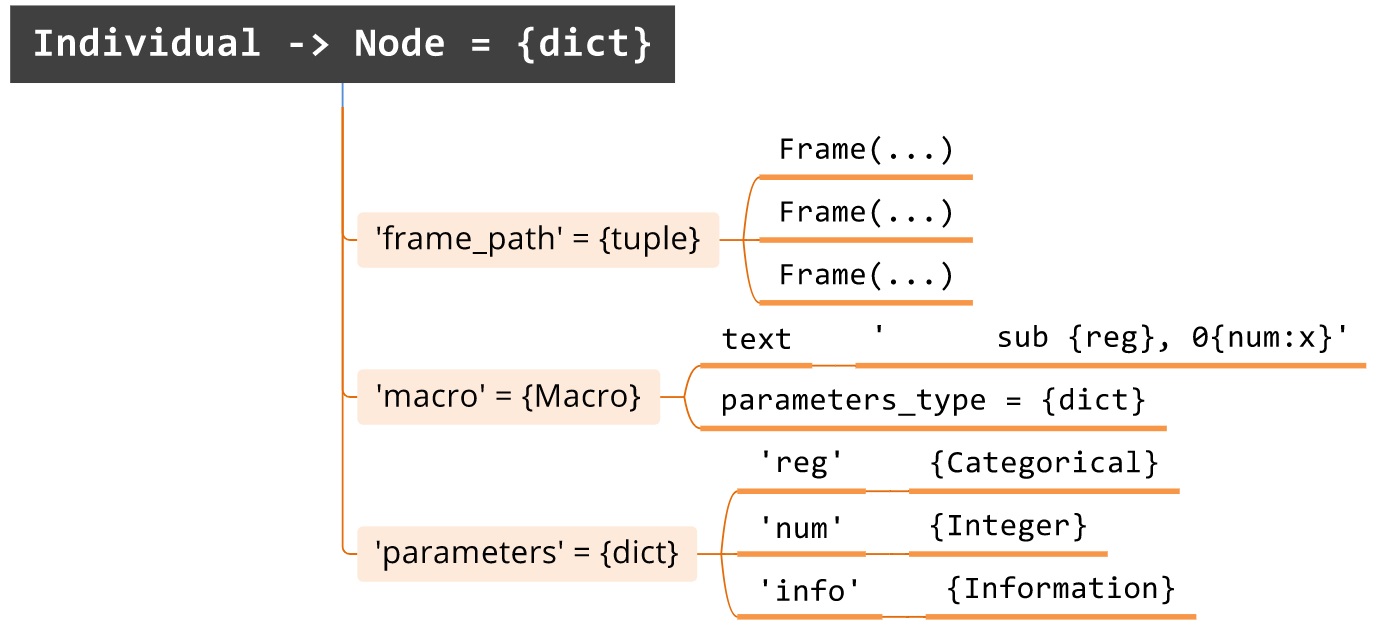 Individual -> Node = {dict}
'frame_path' = {tuple}
Frame(...)
Frame(...)
Frame(...)
'macro' = {Macro}
text '      sub {reg}, 0{num:x}'
parameters_type = {dict}
'parameters' = {dict}
'reg' {Categorical}
'num' {Integer}
'info' {Information}